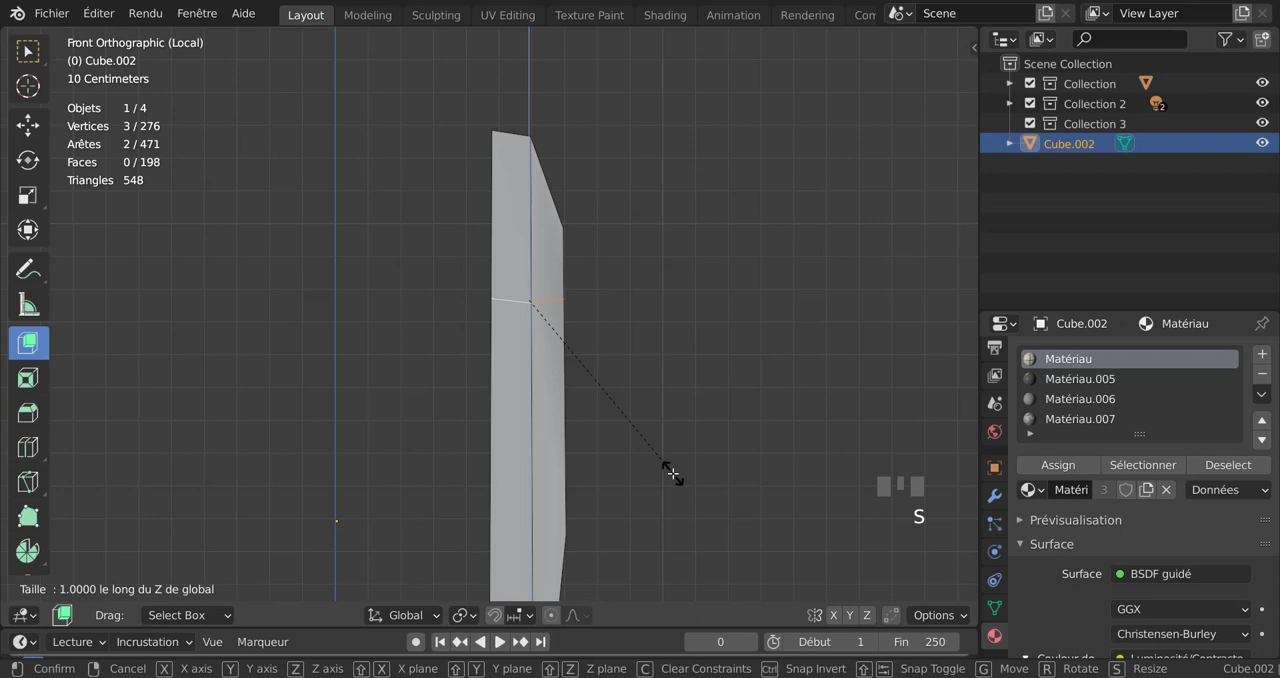 Fichier Éditer Rendu Fenêtre Aide Layout Modeling Sculpting UV Editing Texture Paint Shading Animation Rendering Com Scene View Layer
Front Orthographic (Local)
(0) Cube.002
10 Centimeters
Objets 1 / 4
Vertices 3 / 276
Arêtes 2 / 471
Faces 0 / 198
Triangles 548
Scene Collection
Collection
Collection 2 2
Collection 3
Cube.002
Cube.002 Matériau
Matériau
Matériau.005
Matériau.006
Matériau.007
Assign Sélectionner Deselect
Matéri 3 Données
Prévisualisation
Surface
Surface BSDF guidé
GGX
Christensen-Burley
S
Taille : 1.0000 le long du Z de global
Drag: Select Box Global X Y Z Options
Lecture Incrustation Vue Marqueur 0 Début 1 Fin 250
Confirm Cancel X X axis Y Y axis Z Z axis X X plane Y Y plane Z Z plane C Clear Constraints Ctrl Snap Invert Snap Toggle G Move R Rotate S Resize Cube.002